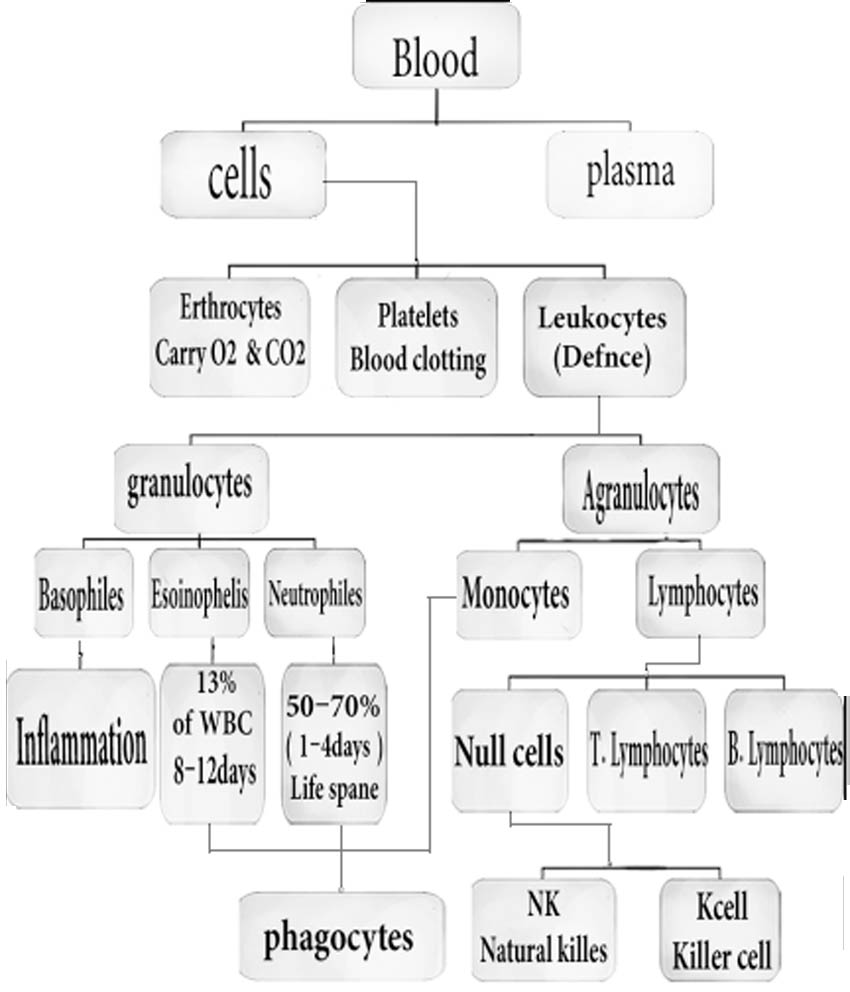 Blood
cells
plasma
Erthrocytes
Carry O2 & CO2
Platelets
Blood clotting
Leukocytes
(Defnce)
granulocytes
Agranulocytes
Basophiles
Esoinophelis
Neutrophiles
Monocytes
Lymphocytes
Inflammation
13%
of WBC
8-12days
50-70%
( 1-4days )
Life spane
Null cells
T. Lymphocytes
B. Lymphocytes
phagocytes
NK
Natural killes
Kcell
Killer cell